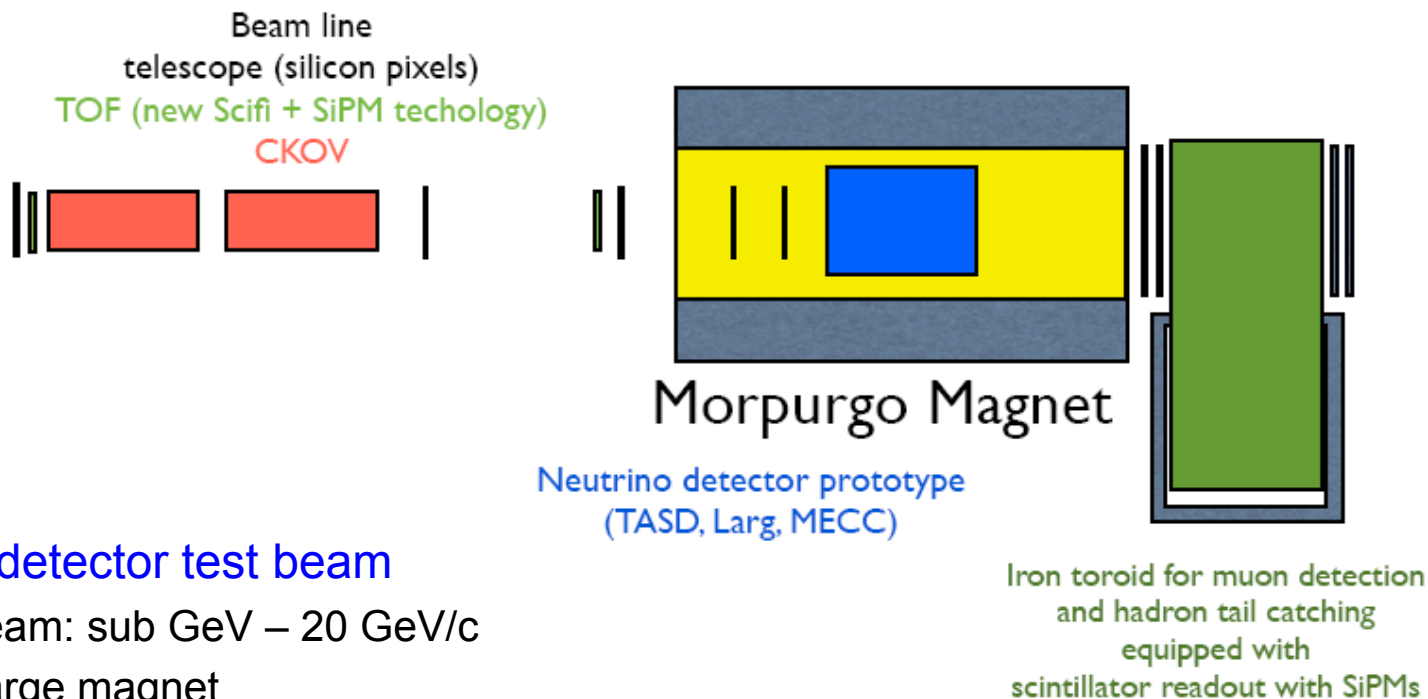 Beam line
telescope (silicon pixels)
TOF (new Scifi + SiPM techology)
CKOV
Morpurgo Magnet
Neutrino detector prototype
(TASD, Larg, MECC)
detector test beam
eam: sub GeV – 20 GeV/c
arge magnet
Iron toroid for muon detection
and hadron tail catching
equipped with
scintillator readout with SiPMs